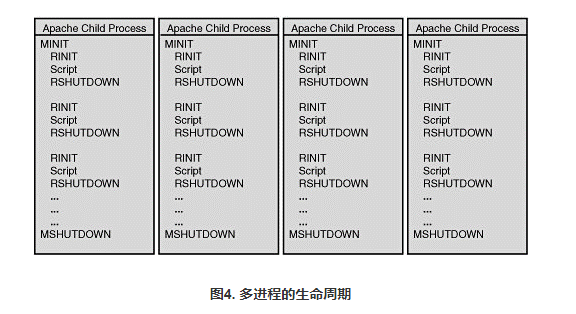 Apache Child Process
MINIT
RINIT
Script
RSHUTDOWN
RINIT
Script
RSHUTDOWN
RINIT
Script
RSHUTDOWN
...
...
...
MSHUTDOWN
Apache Child Process
MINIT
RINIT
Script
RSHUTDOWN
RINIT
Script
RSHUTDOWN
RINIT
Script
RSHUTDOWN
...
...
...
MSHUTDOWN
Apache Child Process
MINIT
RINIT
Script
RSHUTDOWN
RINIT
Script
RSHUTDOWN
RINIT
Script
RSHUTDOWN
...
...
...
MSHUTDOWN
Apache Child Process
MINIT
RINIT
Script
RSHUTDOWN
RINIT
Script
RSHUTDOWN
RINIT
Script
RSHUTDOWN
...
...
...
MSHUTDOWN
图4. 多进程的生命周期